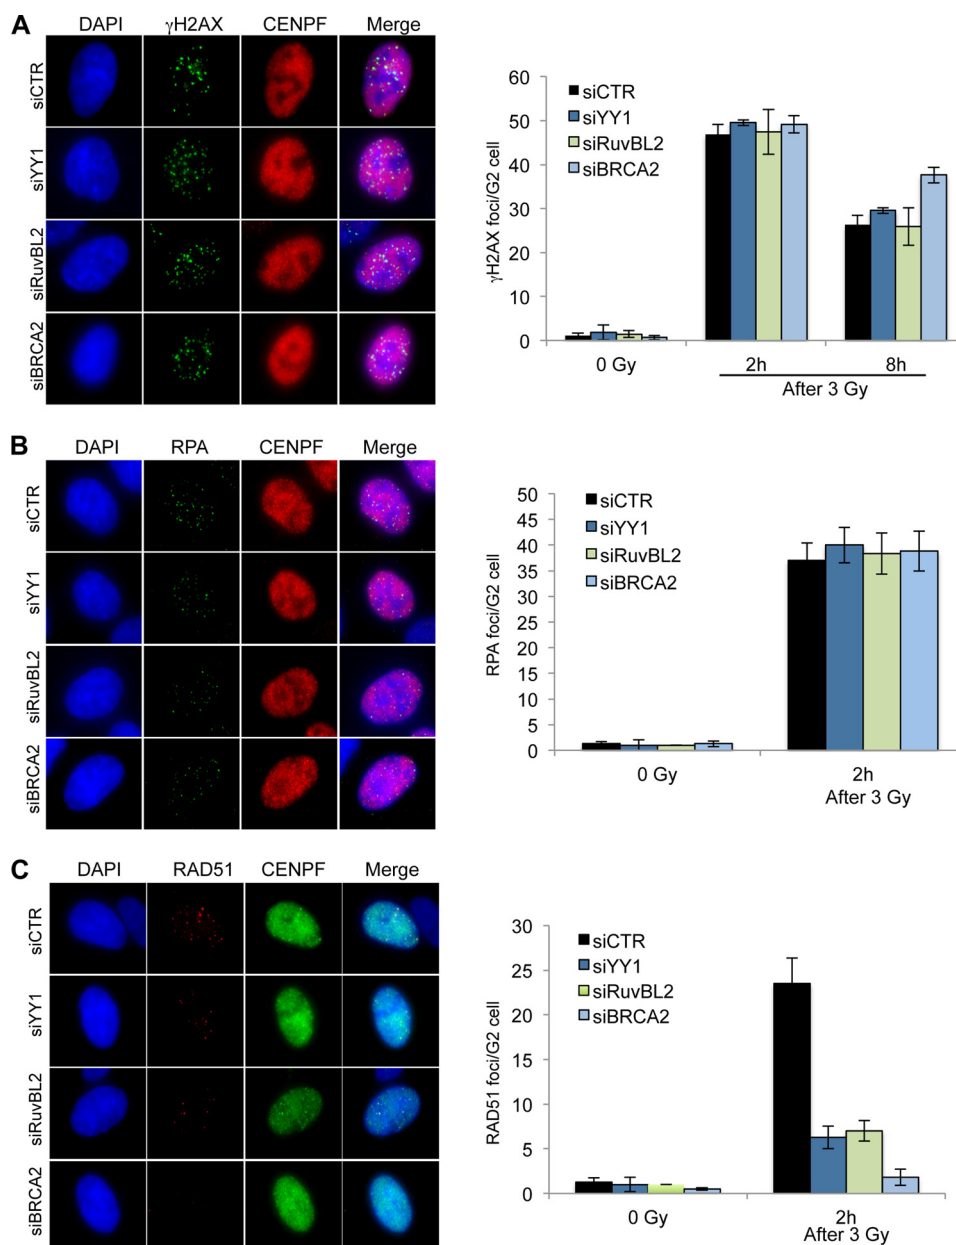 A
DAPI γH2AX CENPF Merge
siCTR
siYY1
siRuvBL2
siBRCA2
γH2AX foci/G2 cell
60
50
40
30
20
10
0
siCTR
siYY1
siRuvBL2
siBRCA2
0 Gy 2h 8h
After 3 Gy
B
DAPI RPA CENPF Merge
siCTR
siYY1
siRuvBL2
siBRCA2
RPA foci/G2 cell
50
45
40
35
30
25
20
15
10
5
0
siCTR
siYY1
siRuvBL2
siBRCA2
0 Gy 2h
After 3 Gy
C
DAPI RAD51 CENPF Merge
siCTR
siYY1
siRuvBL2
siBRCA2
RAD51 foci/G2 cell
30
25
20
15
10
5
0
siCTR
siYY1
siRuvBL2
siBRCA2
0 Gy 2h
After 3 Gy